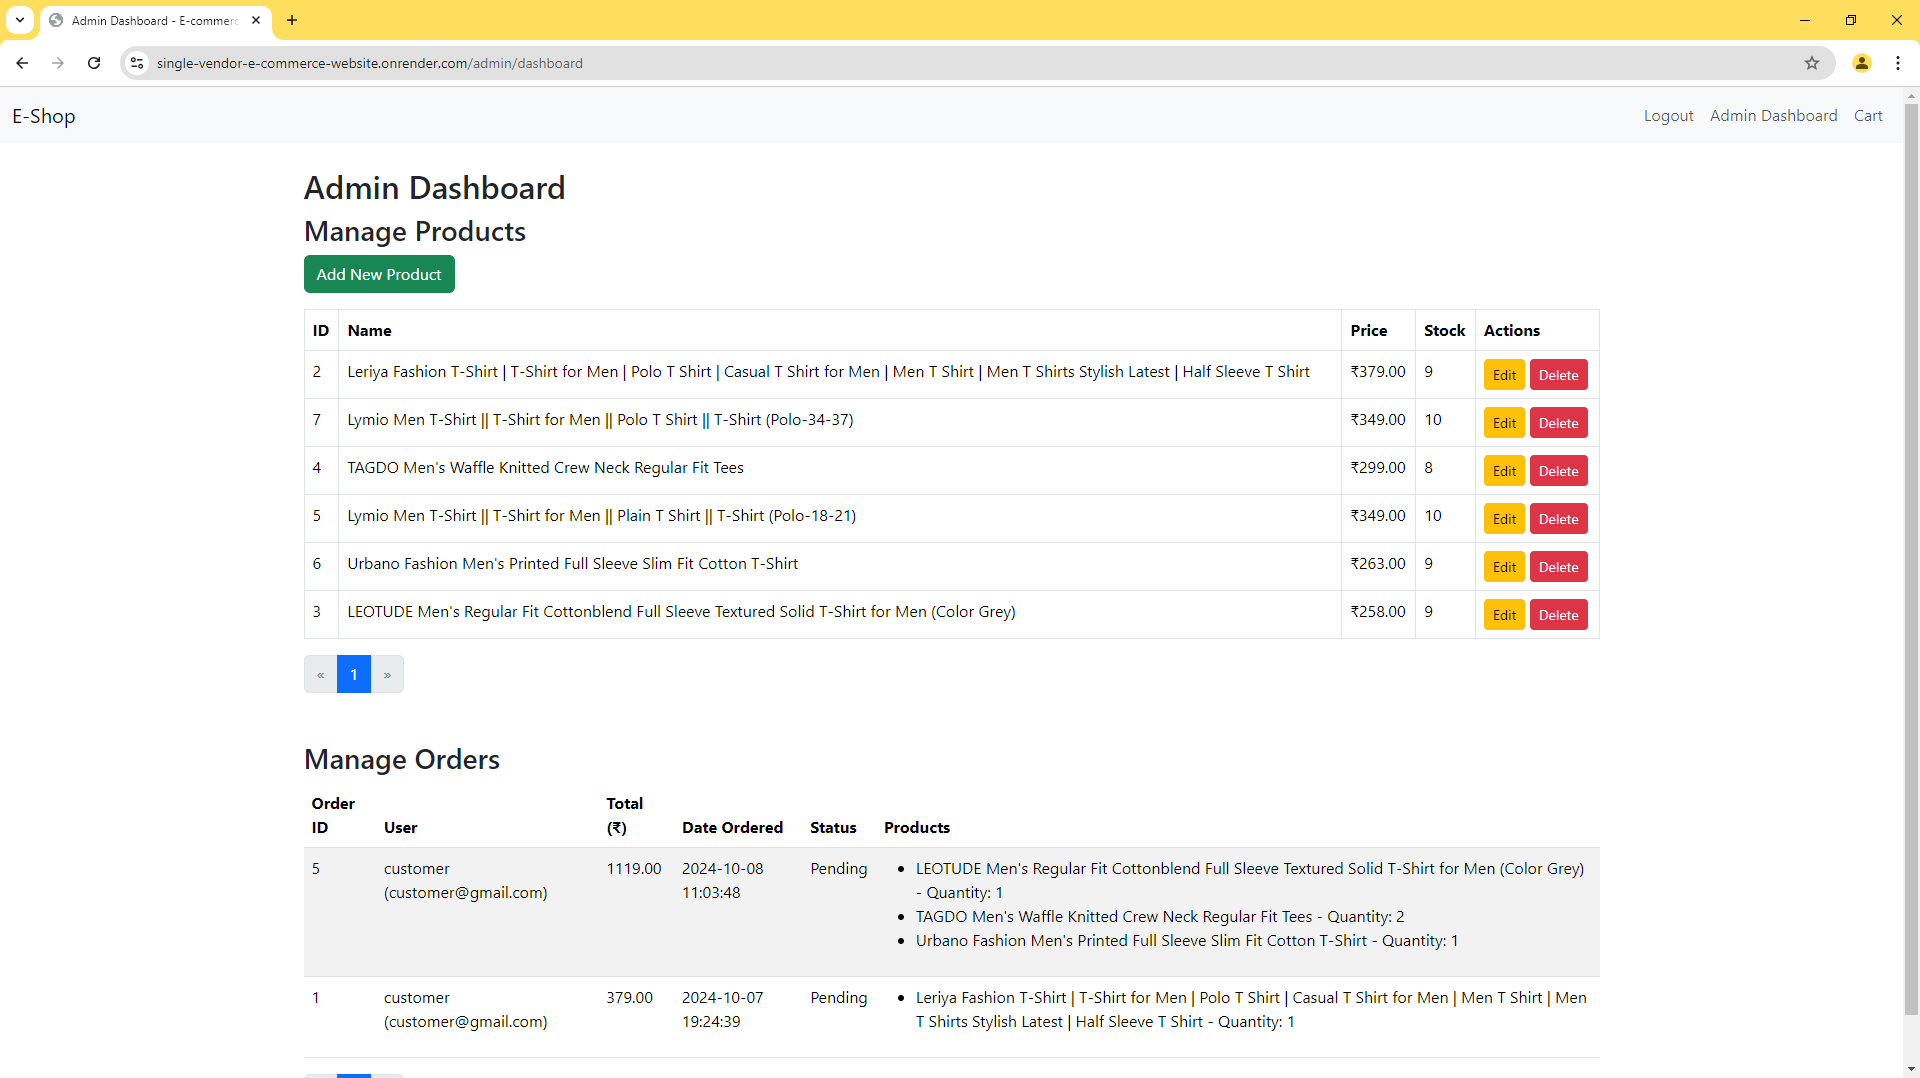 Admin Dashboard - E-commerc
single-vendor-e-commerce-website.onrender.com/admin/dashboard
E-Shop
Logout Admin Dashboard Cart
Admin Dashboard
Manage Products
Add New Product
ID Name Price Stock Actions
2 Leriya Fashion T-Shirt | T-Shirt for Men | Polo T Shirt | Casual T Shirt for Men | Men T Shirt | Men T Shirts Stylish Latest | Half Sleeve T Shirt ₹379.00 9 Edit Delete
7 Lymio Men T-Shirt || T-Shirt for Men || Polo T Shirt || T-Shirt (Polo-34-37) ₹349.00 10 Edit Delete
4 TAGDO Men's Waffle Knitted Crew Neck Regular Fit Tees ₹299.00 8 Edit Delete
5 Lymio Men T-Shirt || T-Shirt for Men || Plain T Shirt || T-Shirt (Polo-18-21) ₹349.00 10 Edit Delete
6 Urbano Fashion Men's Printed Full Sleeve Slim Fit Cotton T-Shirt ₹263.00 9 Edit Delete
3 LEOTUDE Men's Regular Fit Cottonblend Full Sleeve Textured Solid T-Shirt for Men (Color Grey) ₹258.00 9 Edit Delete
« 1 »
Manage Orders
Order Total
ID User (₹) Date Ordered Status Products
5 customer 1119.00 2024-10-08 Pending • LEOTUDE Men's Regular Fit Cottonblend Full Sleeve Textured Solid T-Shirt for Men (Color Grey)
(customer@gmail.com) 11:03:48 - Quantity: 1
• TAGDO Men's Waffle Knitted Crew Neck Regular Fit Tees - Quantity: 2
• Urbano Fashion Men's Printed Full Sleeve Slim Fit Cotton T-Shirt - Quantity: 1
1 customer 379.00 2024-10-07 Pending • Leriya Fashion T-Shirt | T-Shirt for Men | Polo T Shirt | Casual T Shirt for Men | Men T Shirt | Men
(customer@gmail.com) 19:24:39 T Shirts Stylish Latest | Half Sleeve T Shirt - Quantity: 1